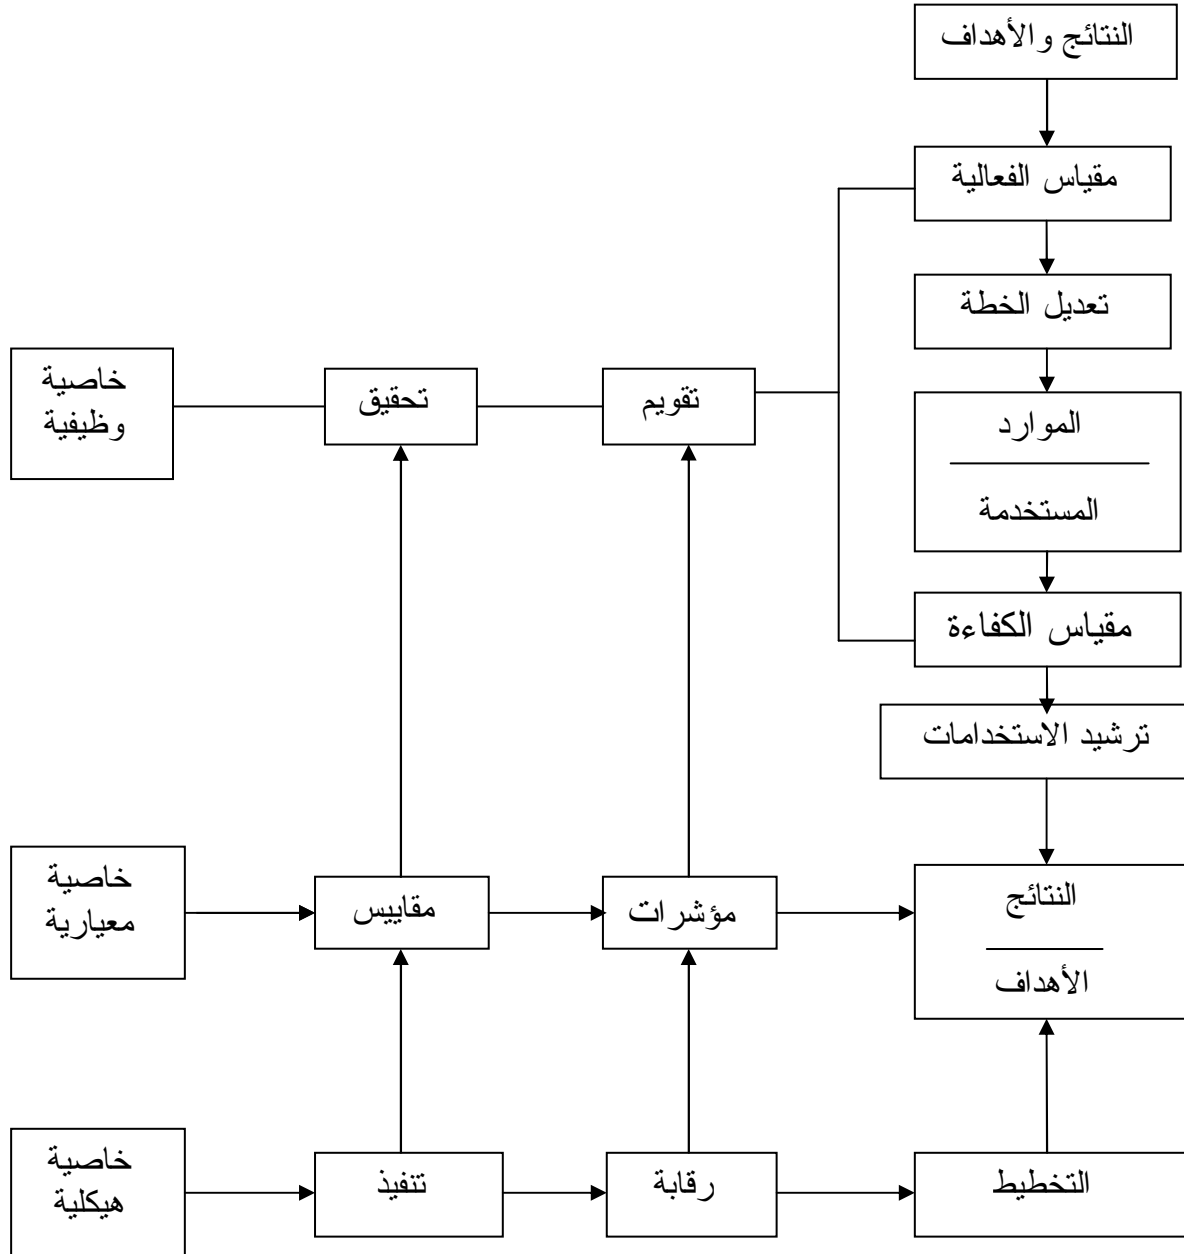 النتائج والأهداف
مقياس الفعالية
تعديل الخطة
خاصية
وظيفية
تحقيق
تقويم
الموارد
المستخدمة
مقياس الكفاءة
ترشيد الاستخدامات
خاصية
معيارية
مقاييس
مؤشرات
النتائج
الأهداف
خاصية
هيكلية
تنفيذ
رقابة
التخطيط